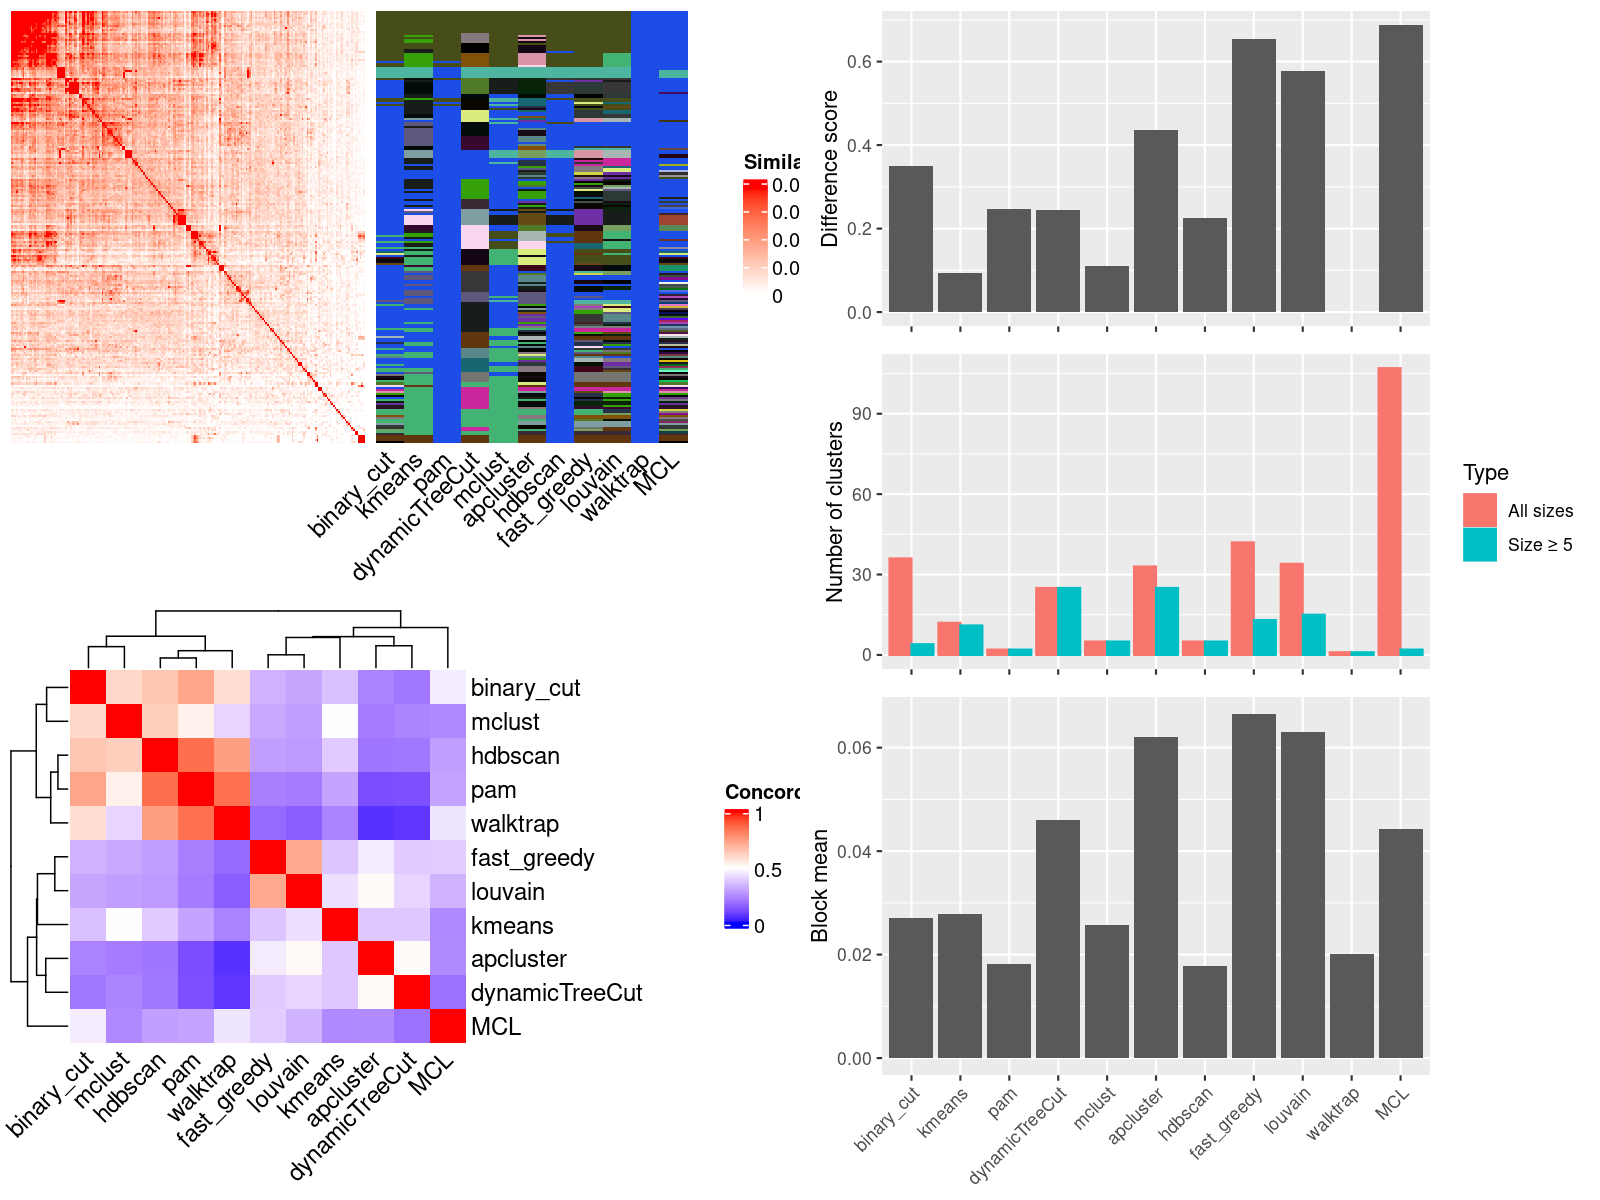 Simila
0.0
0.0
0.0
0.0
0
binary_cut
kmeans
pam
dynamicTreeCut
mclust
apcluster
hdbscan
fast_greedy
louvain
walktrap
MCL
binary_cut
mclust
hdbscan
pam
walktrap
fast_greedy
louvain
kmeans
apcluster
dynamicTreeCut
MCL
binary_cut
mclust
hdbscan
pam
walktrap
fast_greedy
louvain
kmeans
apcluster
dynamicTreeCut
MCL
Concord
1
0.5
0
Difference score
0.6
0.4
0.2
0.0
Number of clusters
90
60
30
0
Type
All sizes
Size ≥ 5
Block mean
0.06
0.04
0.02
0.00
binary_cut
kmeans
pam
dynamicTreeCut
mclust
apcluster
hdbscan
fast_greedy
louvain
walktrap
MCL